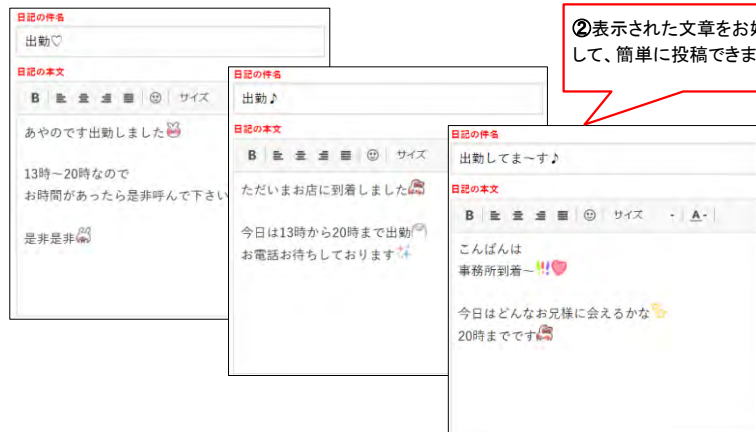 日記の件名
出勤♡
日記の本文
B サイズ
あやのです出勤しました
13時～20時なので
お時間があったら是非呼んで下さい
是非是非
日記の件名
出勤♪
日記の本文
B サイズ
ただいまお店に到着しました
今日は13時から20時まで出勤
お電話お待ちしております
②表示された文章をお
して、簡単に投稿できま
日記の件名
出勤してま～す♪
日記の本文
B サイズ A
こんばんは
事務所到着～
今日はどんなお兄様に会えるかな
20時までです